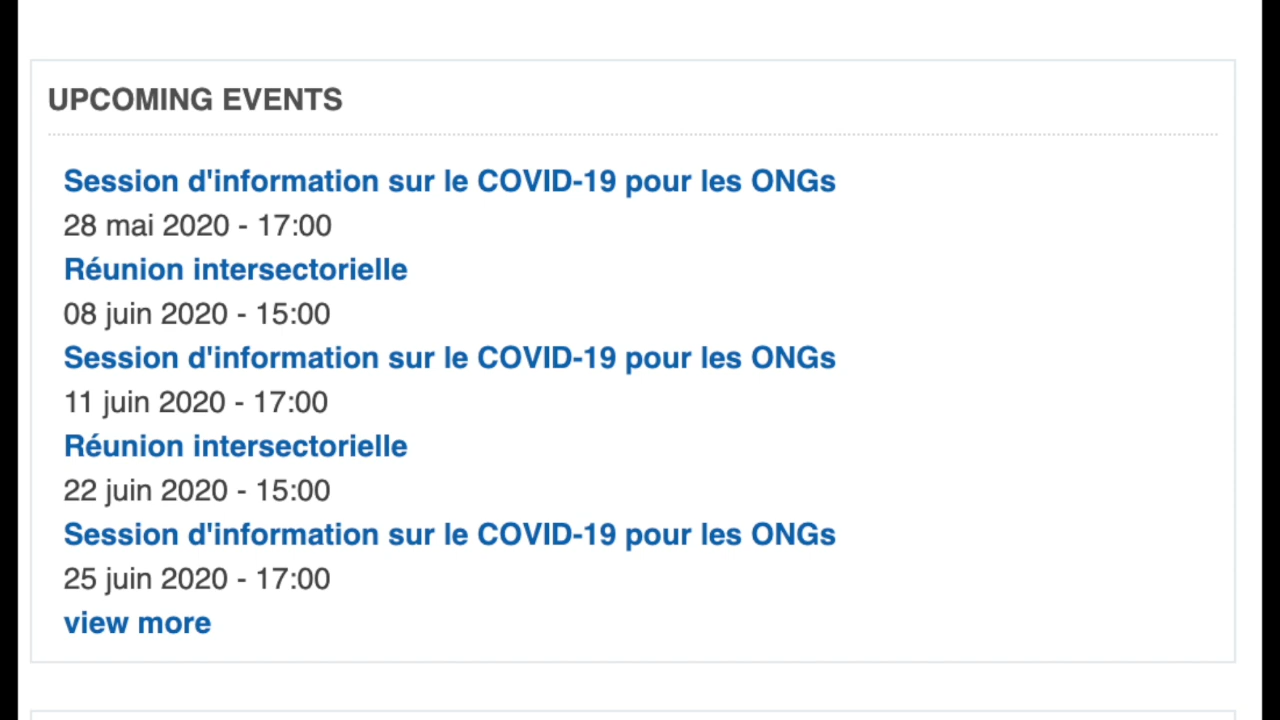 UPCOMING EVENTS
Session d'information sur le COVID-19 pour les ONGs
28 mai 2020 - 17:00
Réunion intersectorielle
08 juin 2020 - 15:00
Session d'information sur le COVID-19 pour les ONGs
11 juin 2020 - 17:00
Réunion intersectorielle
22 juin 2020 - 15:00
Session d'information sur le COVID-19 pour les ONGs
25 juin 2020 - 17:00
view more